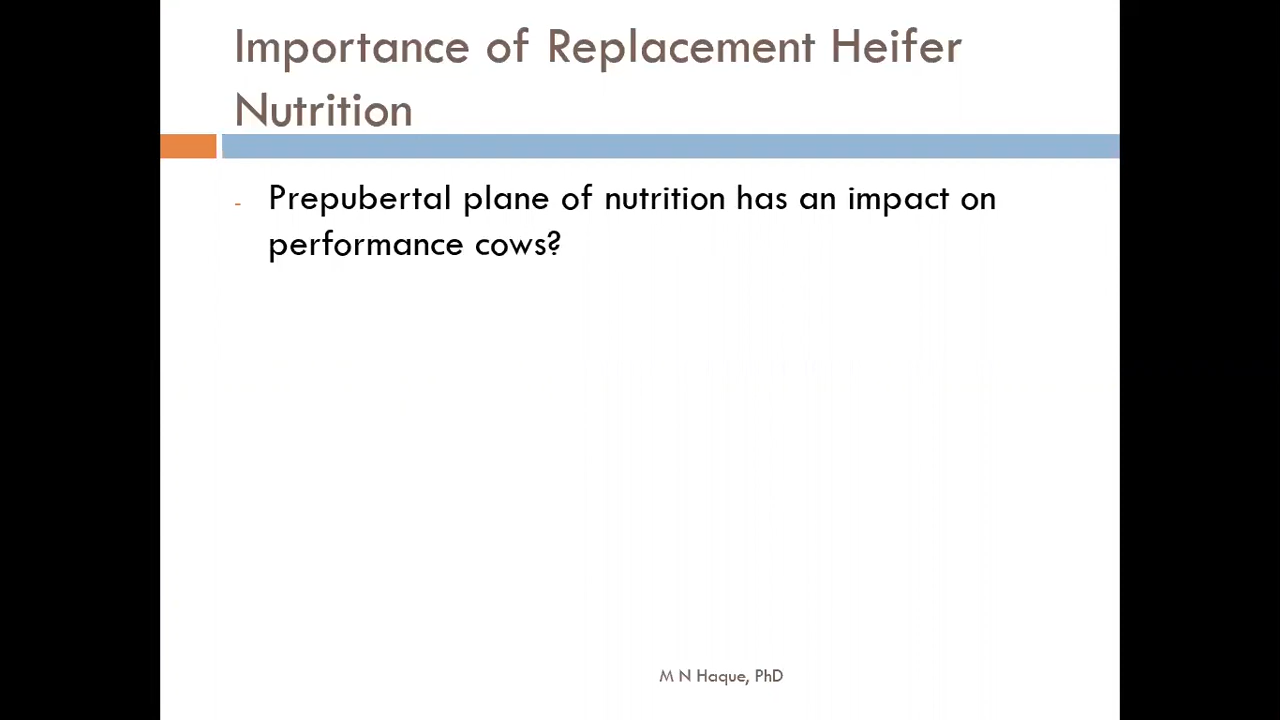 Importance of Replacement Heifer
Nutrition
- Prepubertal plane of nutrition has an impact on
performance cows?
M N Haque, PhD